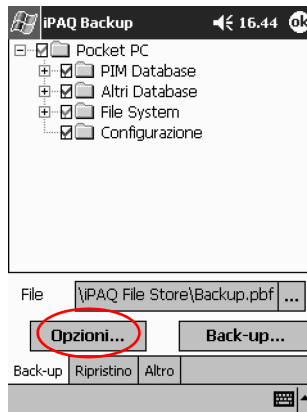 iPAQ Backup 16.44 ok
Pocket PC
PIM Database
Altri Database
File System
Configurazione
File \iPAQ File Store\Backup.pbf ...
Opzioni... Back-up...
Back-up Ripristino Altro